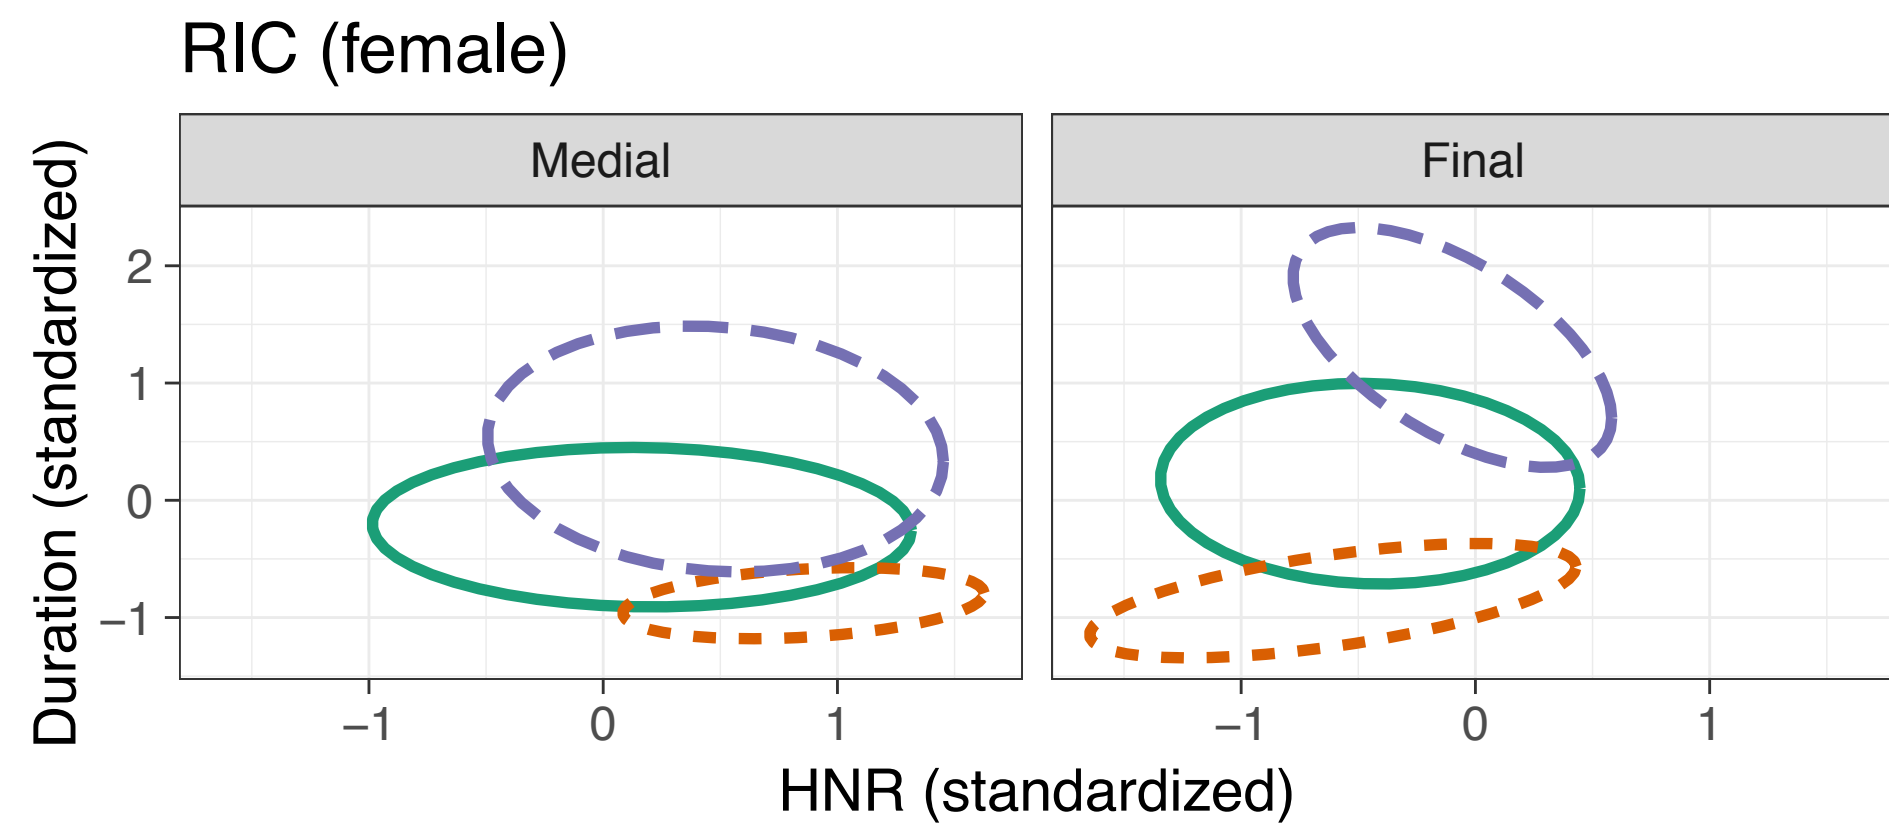 RIC (female)
Medial
Final
Duration (standardized)
2
1
0
−1
−1
0
1
−1
0
1
HNR (standardized)